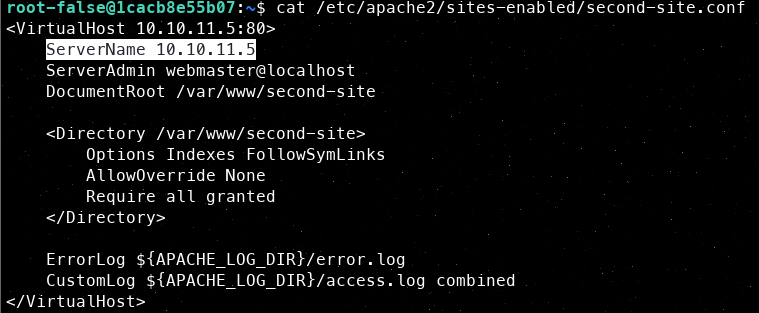 root-false@1cacb8e55b07:~$ cat /etc/apache2/sites-enabled/second-site.conf
<VirtualHost 10.10.11.5:80>
    ServerName 10.10.11.5
    ServerAdmin webmaster@localhost
    DocumentRoot /var/www/second-site

    <Directory /var/www/second-site>
        Options Indexes FollowSymLinks
        AllowOverride None
        Require all granted
    </Directory>

    ErrorLog ${APACHE_LOG_DIR}/error.log
    CustomLog ${APACHE_LOG_DIR}/access.log combined
</VirtualHost>